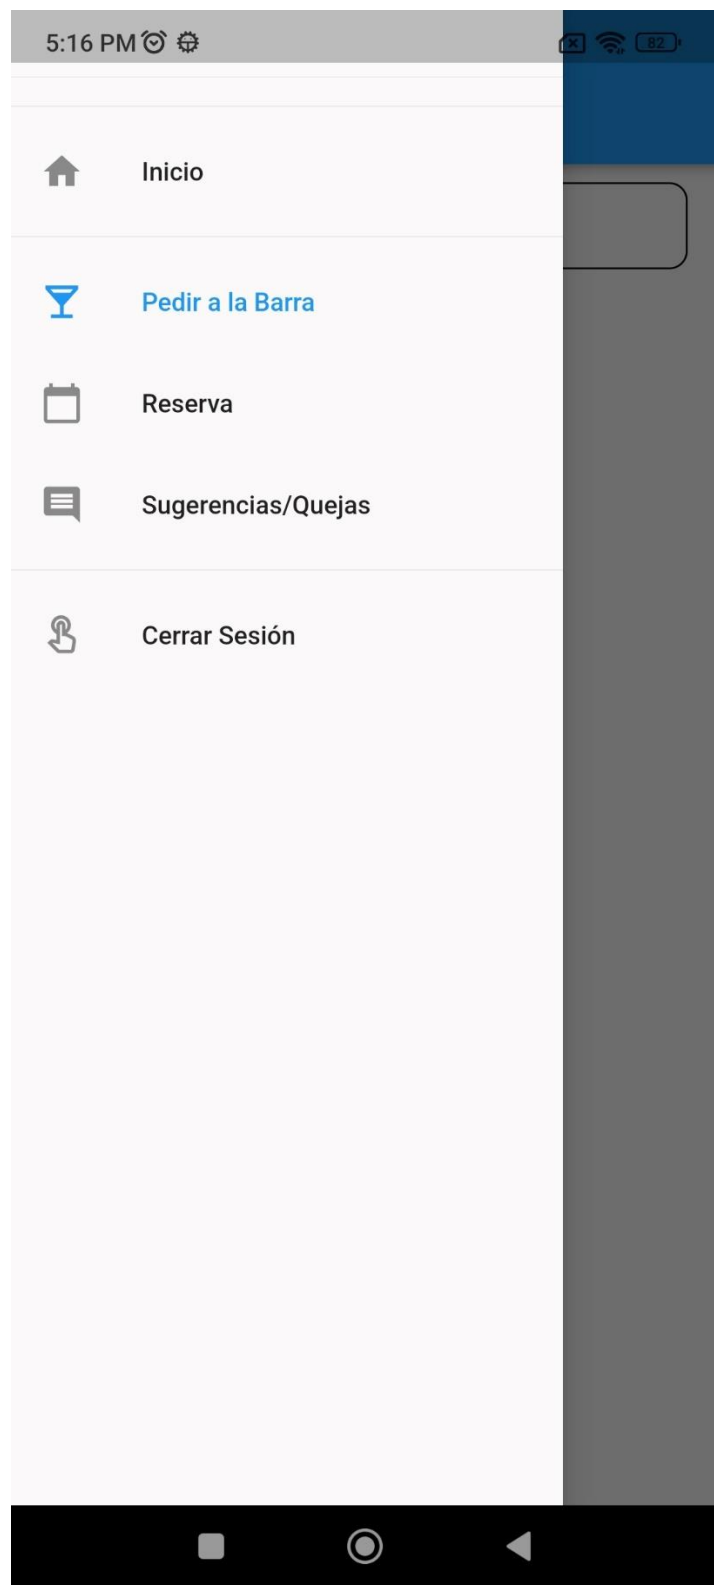 5:16 PM 82
Inicio
Pedir a la Barra
Reserva
Sugerencias/Quejas
Cerrar Sesión